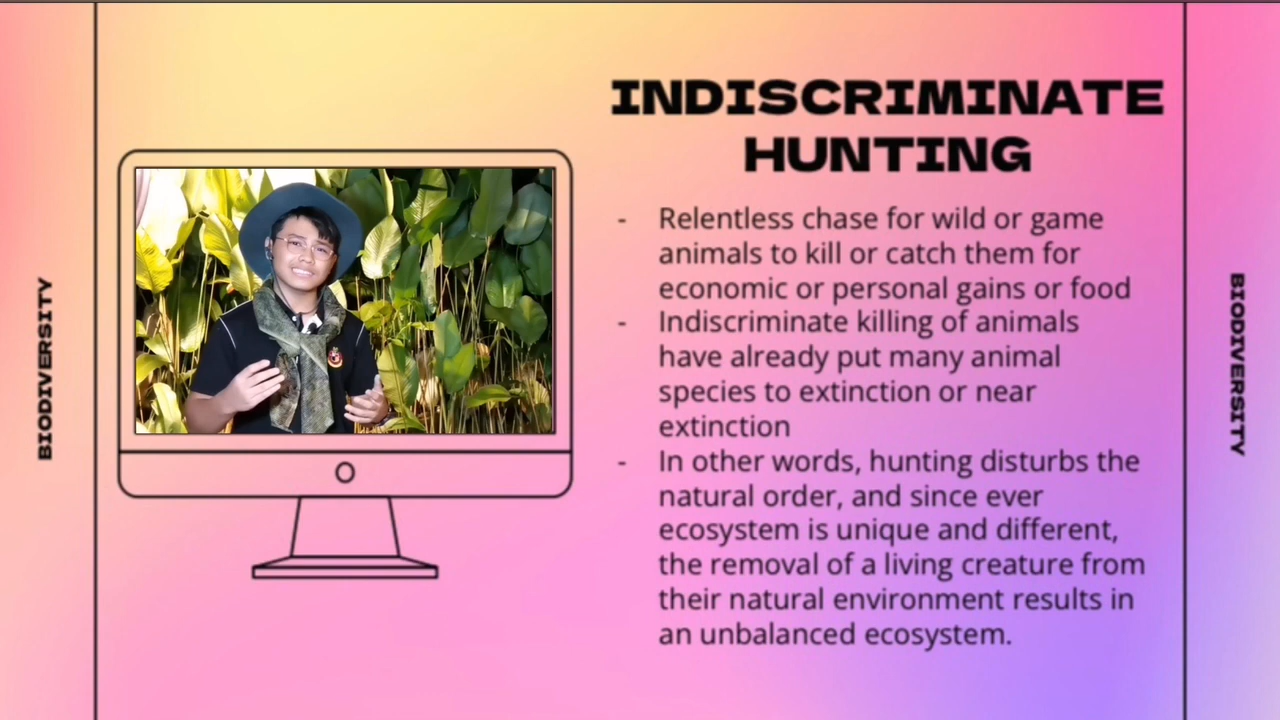 INDISCRIMINATE
HUNTING
- Relentless chase for wild or game
animals to kill or catch them for
economic or personal gains or food
- Indiscriminate killing of animals
have already put many animal
species to extinction or near
extinction
- In other words, hunting disturbs the
natural order, and since ever
ecosystem is unique and different,
the removal of a living creature from
their natural environment results in
an unbalanced ecosystem.
BIODIVERSITY
BIODIVERSITY